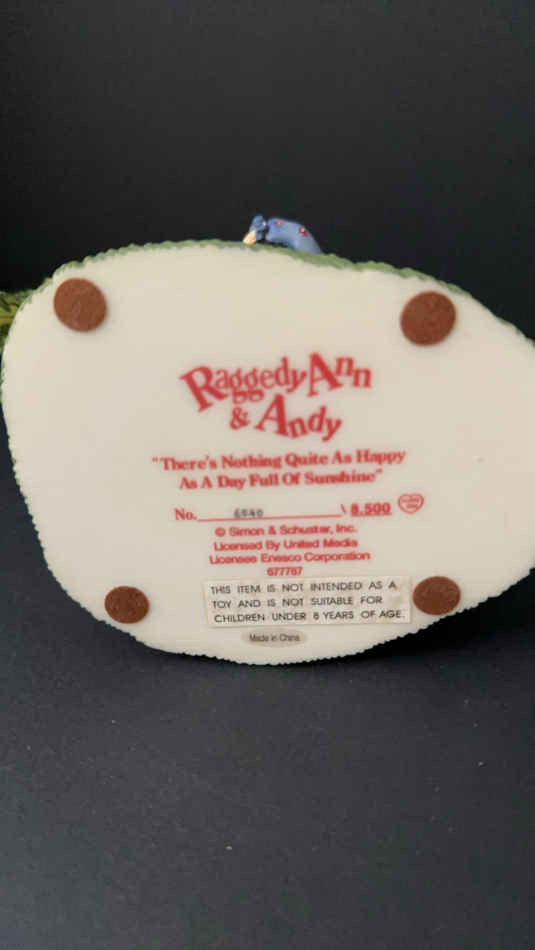 Raggedy Ann
& Andy
"There's Nothing Quite As Happy
As A Day Full Of Sunshine"
No. 6940 \ 8,500
© Simon & Schuster, Inc.
Licensed By United Media
Licensee Enesco Corporation
677787
THIS ITEM IS NOT INTENDED AS A
TOY AND IS NOT SUITABLE FOR
CHILDREN UNDER 8 YEARS OF AGE.
Made in China